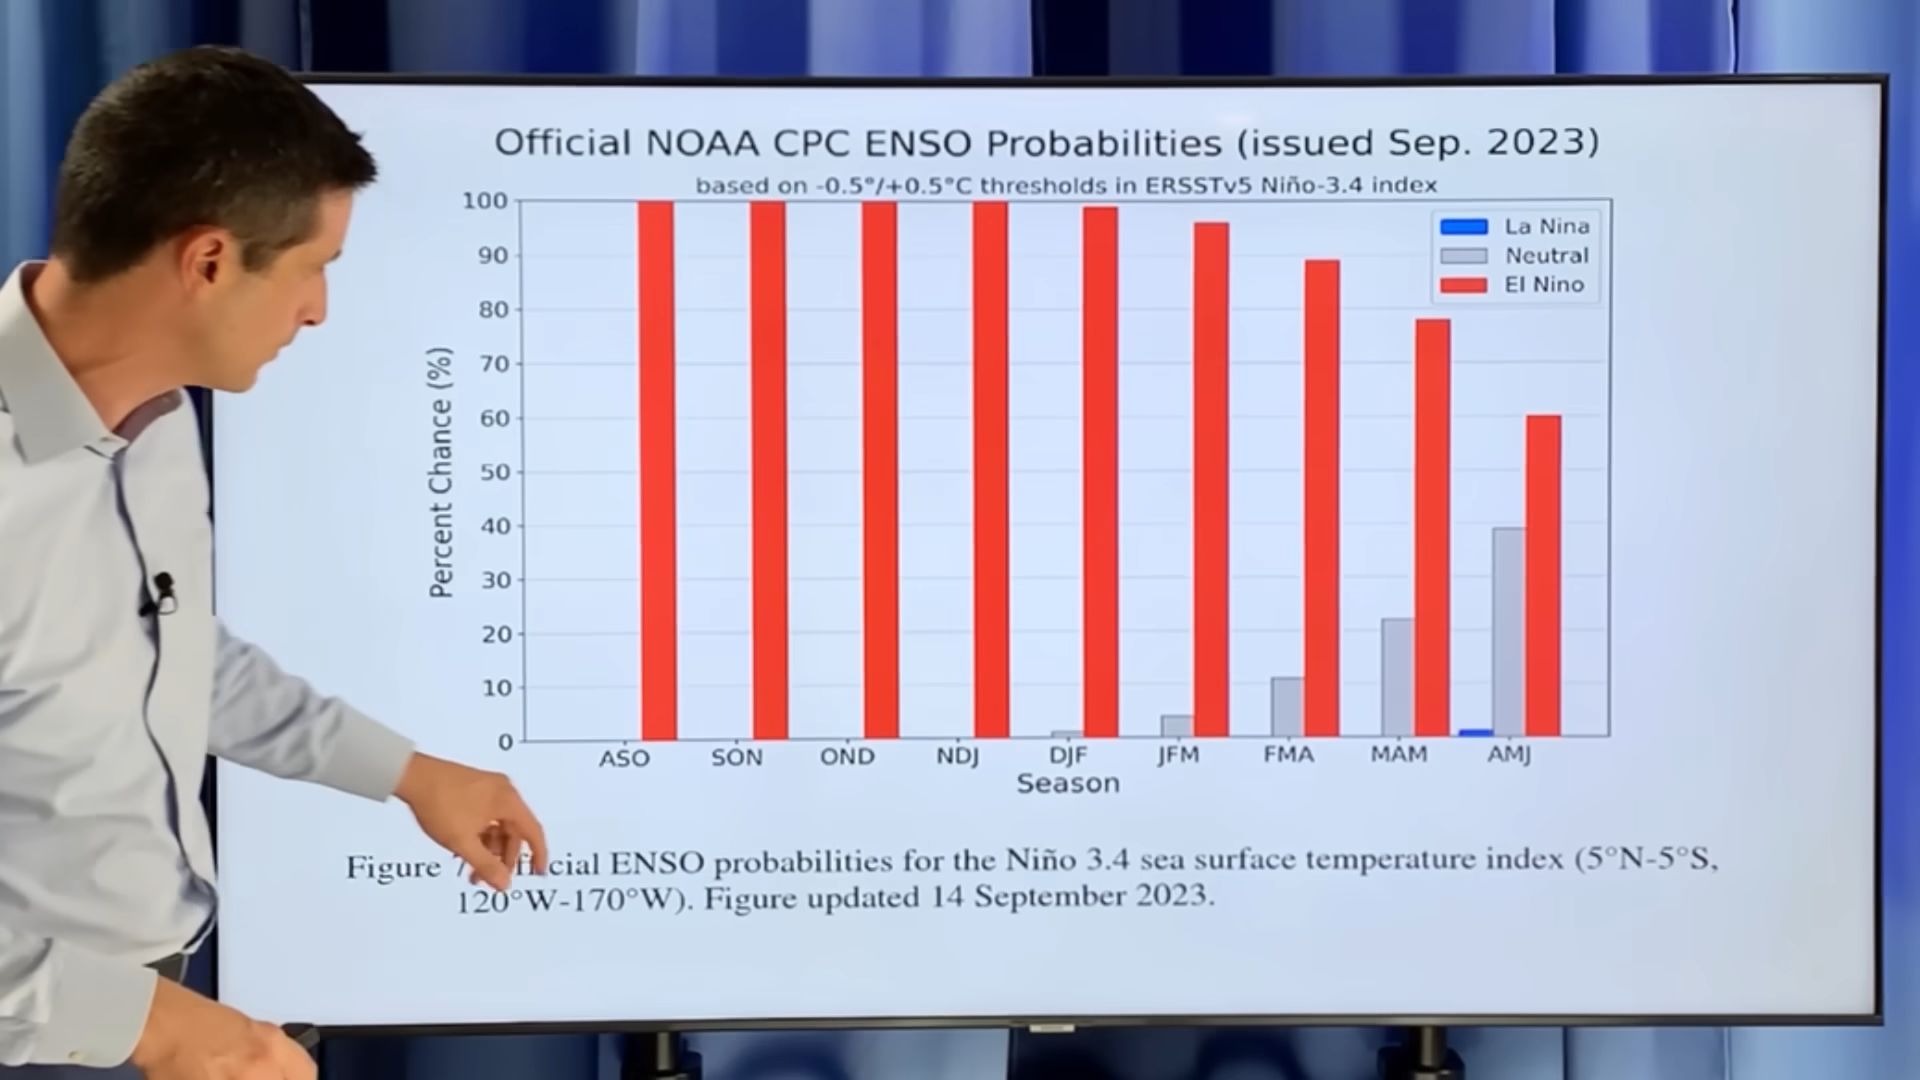 Official NOAA CPC ENSO Probabilities (issued Sep. 2023)
based on -0.5°/+0.5°C thresholds in ERSSTv5 Niño-3.4 index
100
90
80
70
60
50
40
30
20
10
0
Percent Chance (%)
La Nina
Neutral
El Nino
ASO SON OND NDJ DJF JFM FMA MAM AMJ
Season
Figure ENSO probabilities for the Niño 3.4 sea surface temperature index (5°N-5°S,
120°W-170°W). Figure updated 14 September 2023.